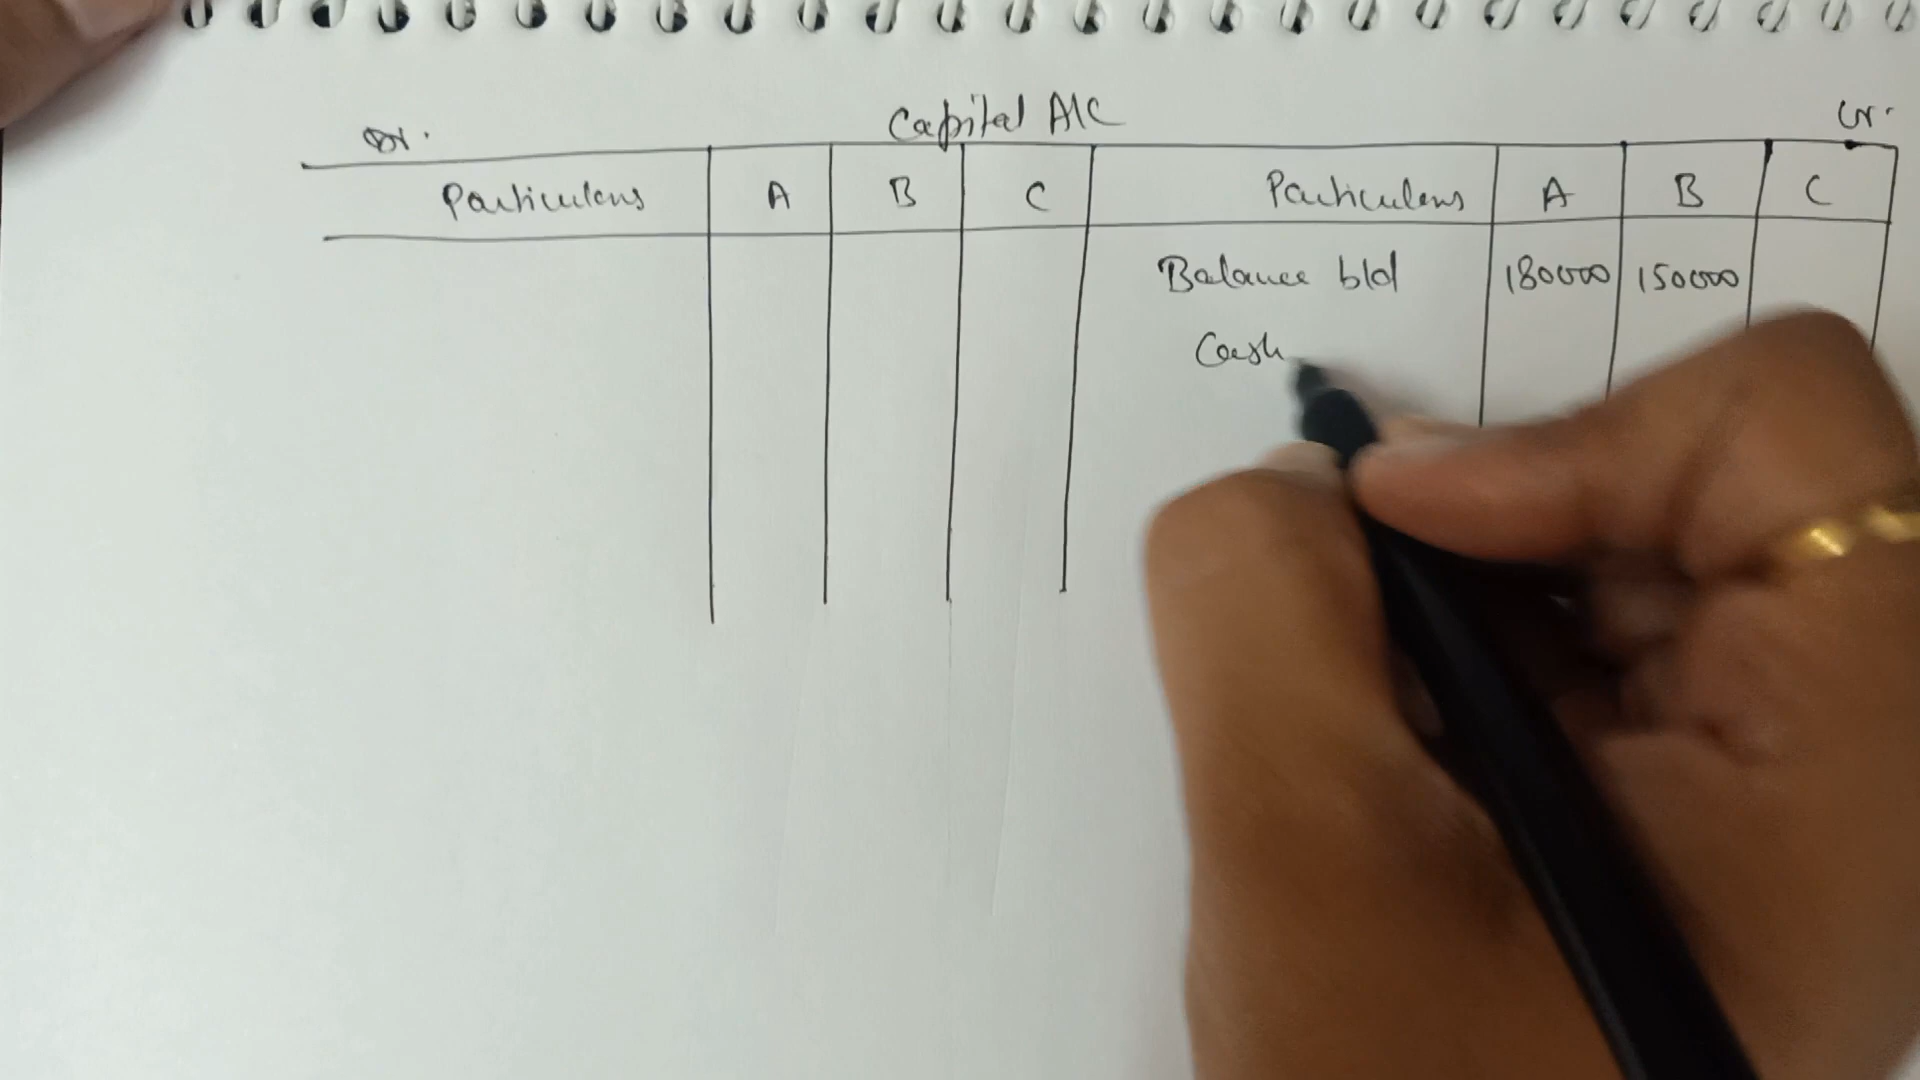 Capital A/C
Dr. Cr.
Particulars A B C Particulars A B C
Balance b/d 180000 150000
Cash